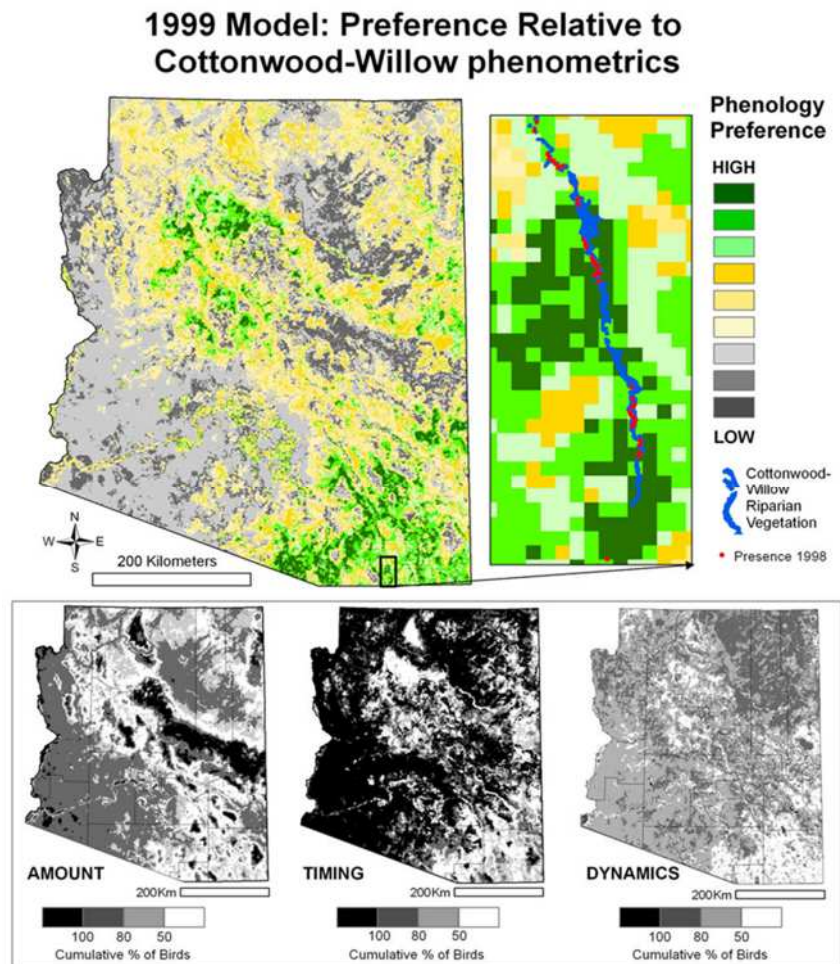 1999 Model: Preference Relative to
Cottonwood-Willow phenometrics
Phenology
Preference
HIGH
LOW
Cottonwood-
Willow
Riparian
Vegetation
Presence 1998
N
W E
S
200 Kilometers
AMOUNT
200Km
100 80 50
Cumulative % of Birds
TIMING
200Km
100 80 50
Cumulative % of Birds
DYNAMICS
200Km
100 80 50
Cumulative % of Birds